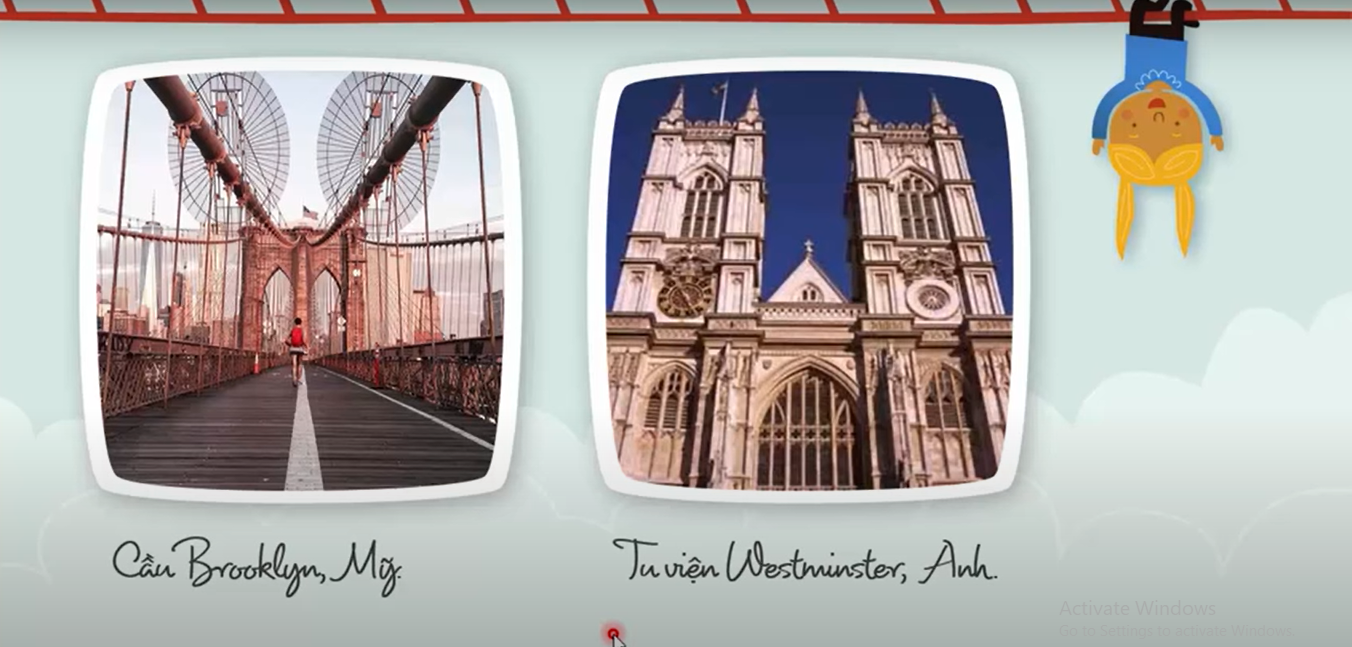 Cầu Brooklyn, Mỹ.
Tu viện Westminster, Anh.
Activate Windows
Go to Settings to activate Windows.